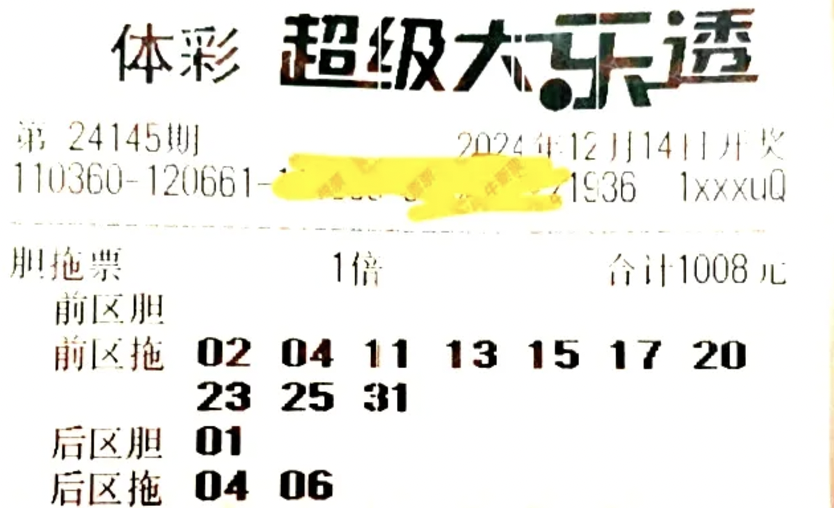 体彩 超级大乐透
第 24145期 2024年12月14日开奖
110360-120661- 1936 1xxxuQ
胆拖票 1倍 合计1008元
前区胆
前区拖 02 04 11 13 15 17 20
23 25 31
后区胆 01
后区拖 04 06